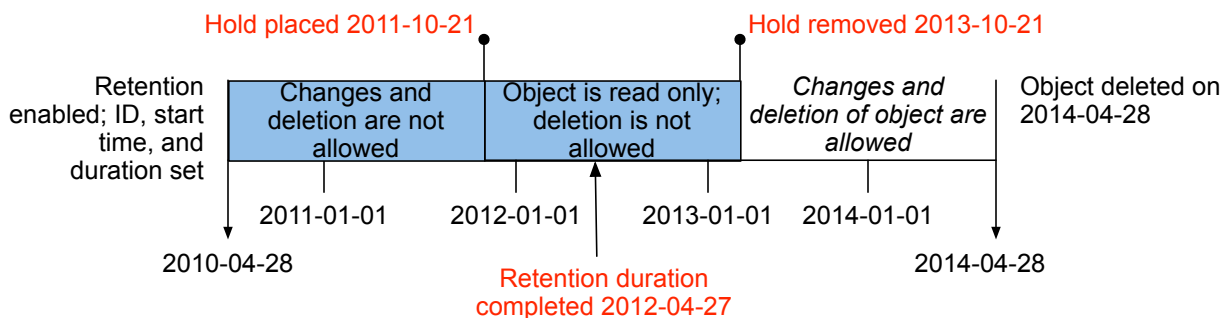 Hold placed 2011-10-21
Hold removed 2013-10-21
Retention
enabled; ID, start
time, and
duration set
Changes and
deletion are not
allowed
Object is read only;
deletion is not
allowed
Changes and
deletion of object are
allowed
Object deleted on
2014-04-28
2011-01-01
2012-01-01
2013-01-01
2014-01-01
2010-04-28
2014-04-28
Retention duration
completed 2012-04-27